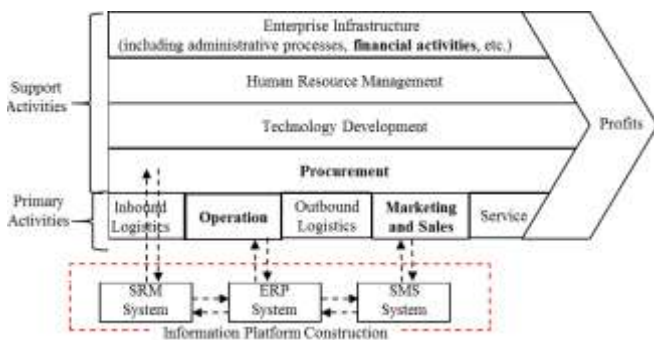 Enterprise Infrastructure
(including administrative processes, financial activities, etc.)
Human Resource Management
Support
Activities
Technology Development
Profits
Procurement
Primary
Activities
Inbound
Logistics
Operation
Outbound
Logistics
Marketing
and Sales
Service
SRM
System
ERP
System
SMS
System
Information Platform Construction